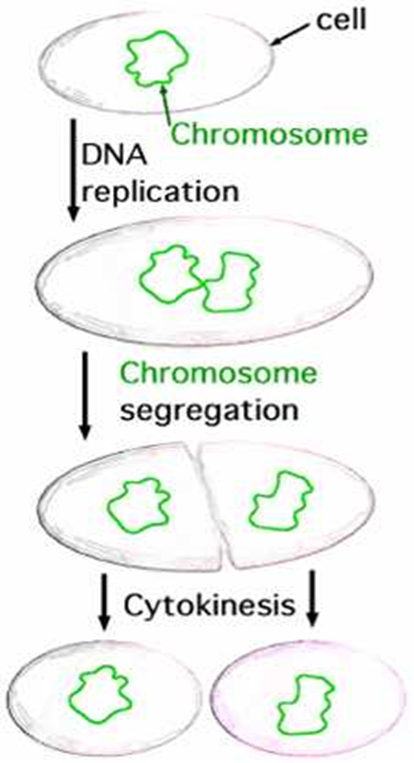 cell
Chromosome
DNA
replication
Chromosome
segregation
Cytokinesis